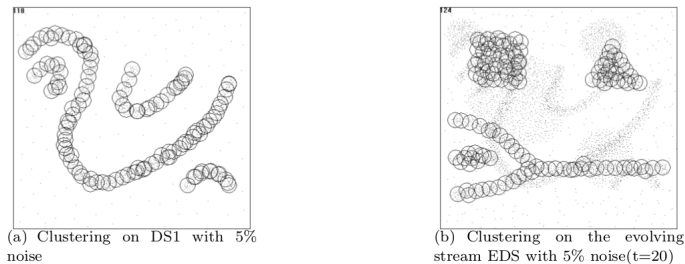 118
(a) Clustering on DS1 with 5%
noise
124
(b) Clustering on the evolving
stream EDS with 5% noise(t=20)